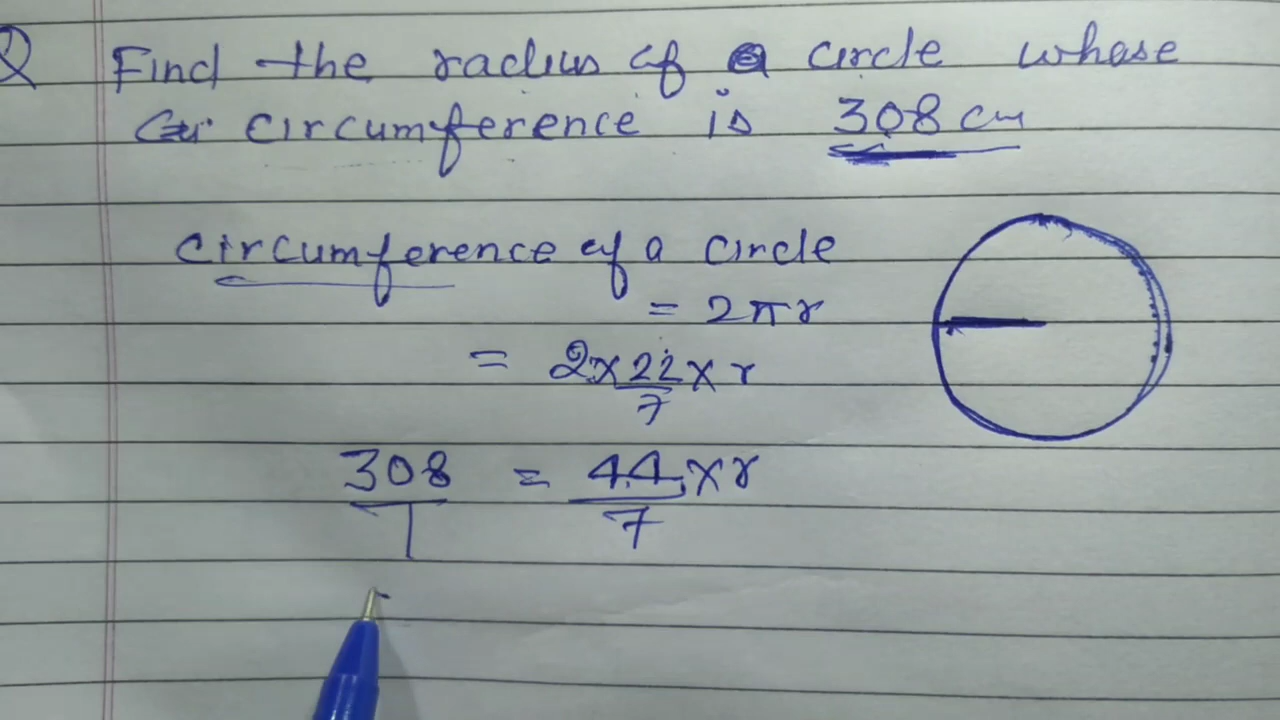 Q Find the radius of a circle whose
circumference is 308 cm
circumference of a circle
= 2πr
= 2 × 22/7 × r
308/1 = 44/7 × r